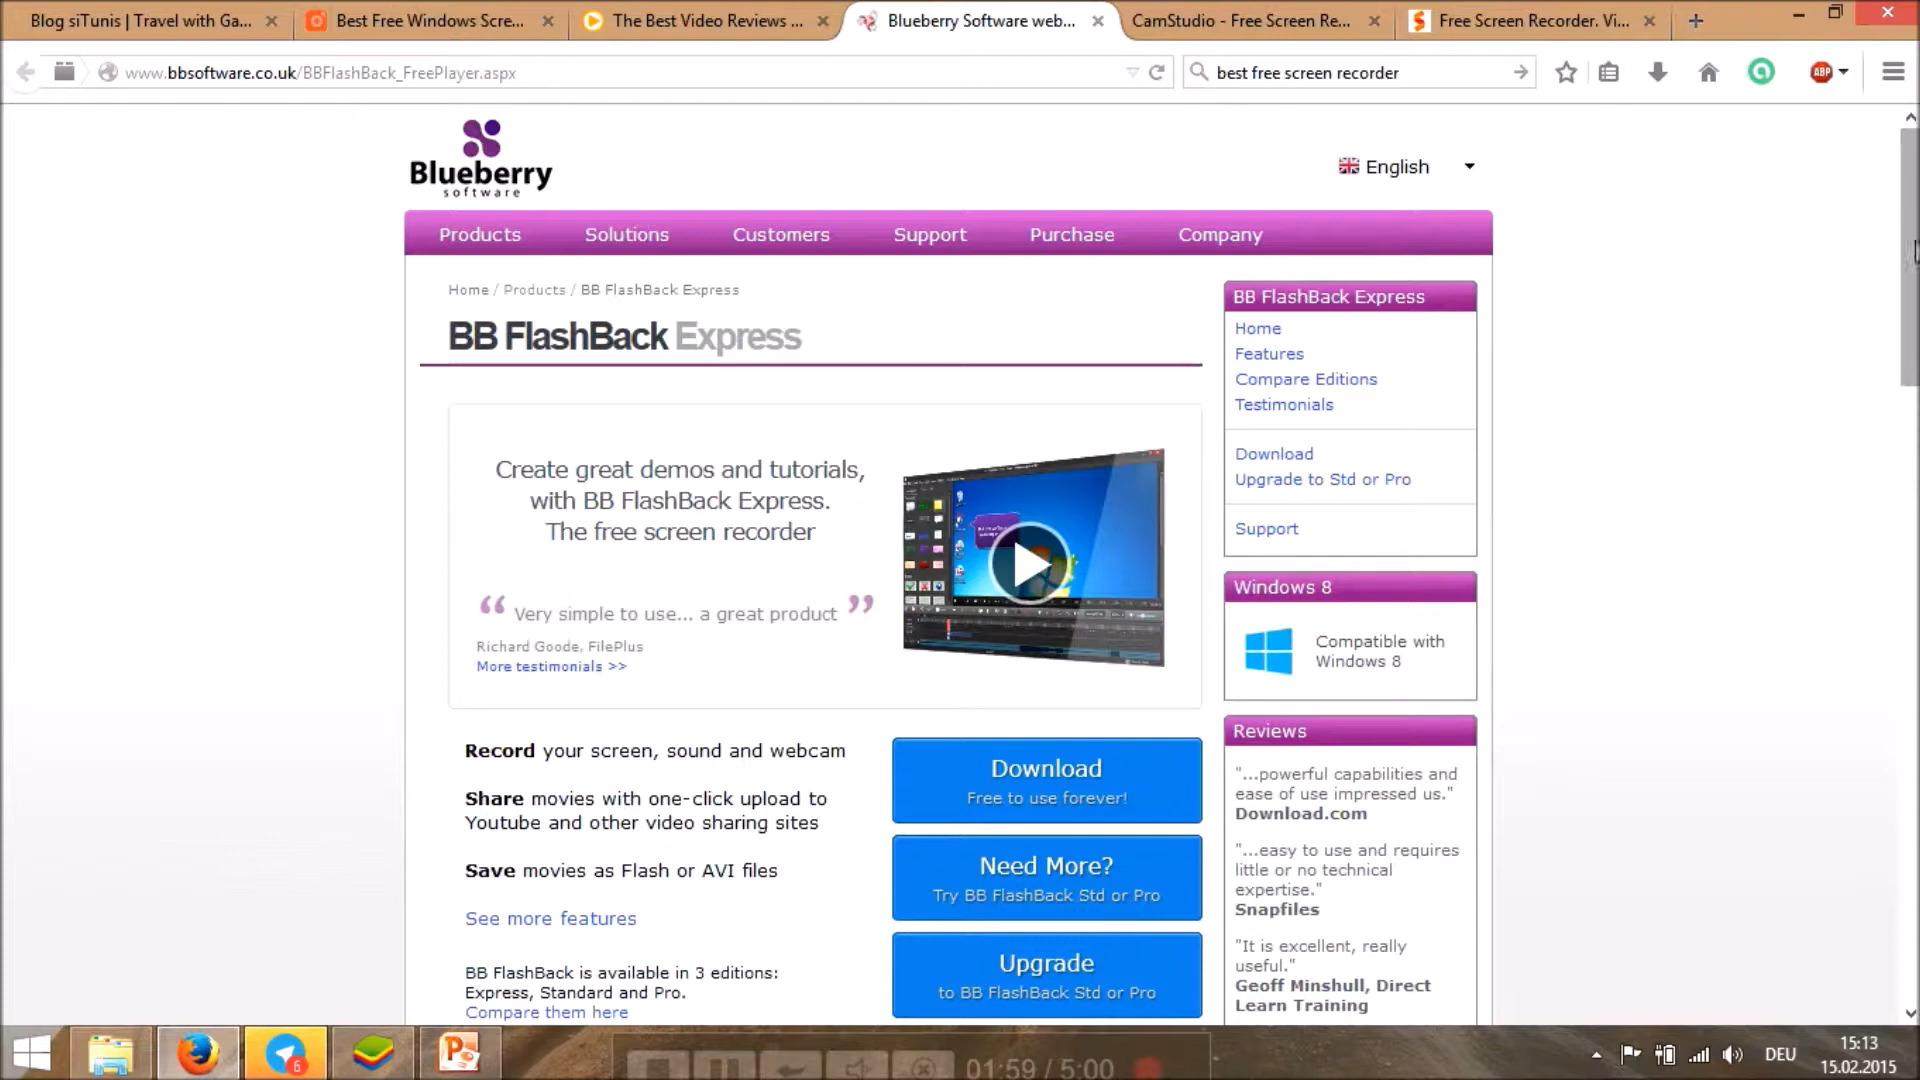 Blog siTunis | Travel with Ga...
Best Free Windows Scre...
The Best Video Reviews ...
Blueberry Software web...
CamStudio - Free Screen Re...
Free Screen Recorder. Vi...
www.bbsoftware.co.uk/BBFlashBack_FreePlayer.aspx
best free screen recorder
ABP
Blueberry
software
English
Products
Solutions
Customers
Support
Purchase
Company
Home / Products / BB FlashBack Express
BB FlashBack Express
Create great demos and tutorials,
with BB FlashBack Express.
The free screen recorder
“ Very simple to use... a great product ”
Richard Goode, FilePlus
More testimonials >>
Record your screen, sound and webcam
Share movies with one-click upload to
Youtube and other video sharing sites
Save movies as Flash or AVI files
See more features
BB FlashBack is available in 3 editions:
Express, Standard and Pro.
Compare them here
Download
Free to use forever!
Need More?
Try BB FlashBack Std or Pro
Upgrade
to BB FlashBack Std or Pro
BB FlashBack Express
Home
Features
Compare Editions
Testimonials
Download
Upgrade to Std or Pro
Support
Windows 8
Compatible with
Windows 8
Reviews
"...powerful capabilities and
ease of use impressed us."
Download.com
"...easy to use and requires
little or no technical
expertise."
Snapfiles
"It is excellent, really
useful."
Geoff Minshull, Direct
Learn Training
6
01:59 / 5:00
DEU
15:13
15.02.2015